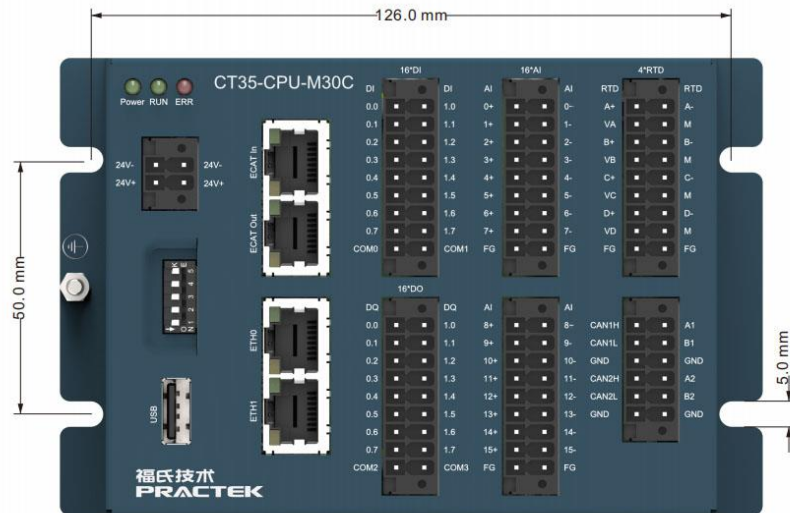 126.0 mm
50.0 mm
5.0 mm
CT35-CPU-M30C
Power RUN ERR
24V- 24V-
24V+ 24V+
K E
1 2 3 4 5
O N
USB
ECAT In
ECAT Out
ETH0
ETH1
福氏技术
PRACTEK
16*DI
DI DI
0.0 1.0
0.1 1.1
0.2 1.2
0.3 1.3
0.4 1.4
0.5 1.5
0.6 1.6
0.7 1.7
COM0 COM1
16*AI
AI AI
0+ 0-
1+ 1-
2+ 2-
3+ 3-
4+ 4-
5+ 5-
6+ 6-
7+ 7-
FG FG
4*RTD
RTD RTD
A+ A-
VA M
B+ B-
VB M
C+ C-
VC M
D+ D-
VD M
FG FG
16*DO
DQ DQ
0.0 1.0
0.1 1.1
0.2 1.2
0.3 1.3
0.4 1.4
0.5 1.5
0.6 1.6
0.7 1.7
COM2 COM3
AI AI
8+ 8-
9+ 9-
10+ 10-
11+ 11-
12+ 12-
13+ 13-
14+ 14-
15+ 15-
FG FG
CAN1H A1
CAN1L B1
GND GND
CAN2H A2
CAN2L B2
GND GND